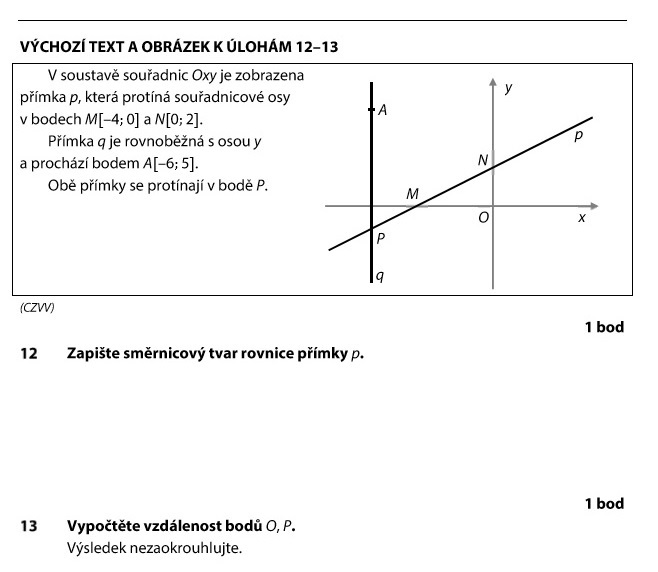 VÝCHOZÍ TEXT A OBRÁZEK K ÚLOHÁM 12–13
V soustavě souřadnic Oxy je zobrazena
přímka p, která protíná souřadnicové osy
v bodech M[–4; 0] a N[0; 2].
Přímka q je rovnoběžná s osou y
a prochází bodem A[–6; 5].
Obě přímky se protínají v bodě P.
y
A
p
N
M
O
x
P
q
(CZVV)
1 bod
12 Zapište směrnicový tvar rovnice přímky p.
1 bod
13 Vypočtěte vzdálenost bodů O, P.
Výsledek nezaokrouhlujte.